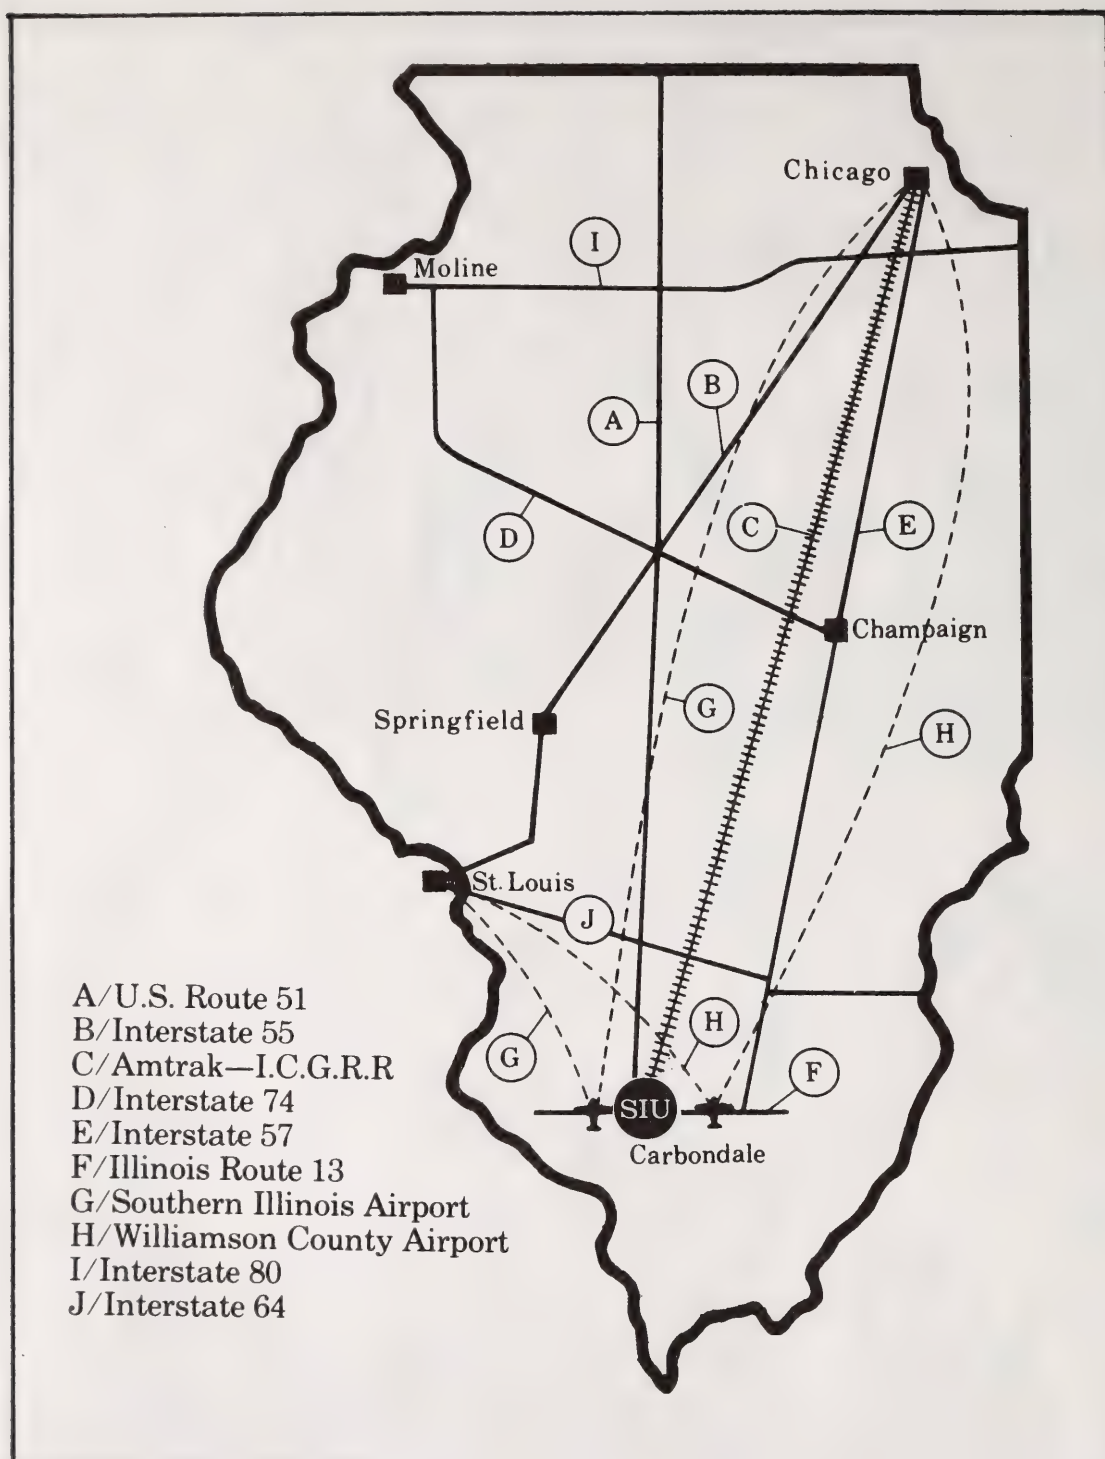 Chicago
I
Moline
B
A
D
C
E
Champaign
G
Springfield
H
St. Louis
J
H
G
F
SIU
Carbondale
A/U.S. Route 51
B/Interstate 55
C/Amtrak—I.C.G.R.R
D/Interstate 74
E/Interstate 57
F/Illinois Route 13
G/Southern Illinois Airport
H/Williamson County Airport
I/Interstate 80
J/Interstate 64